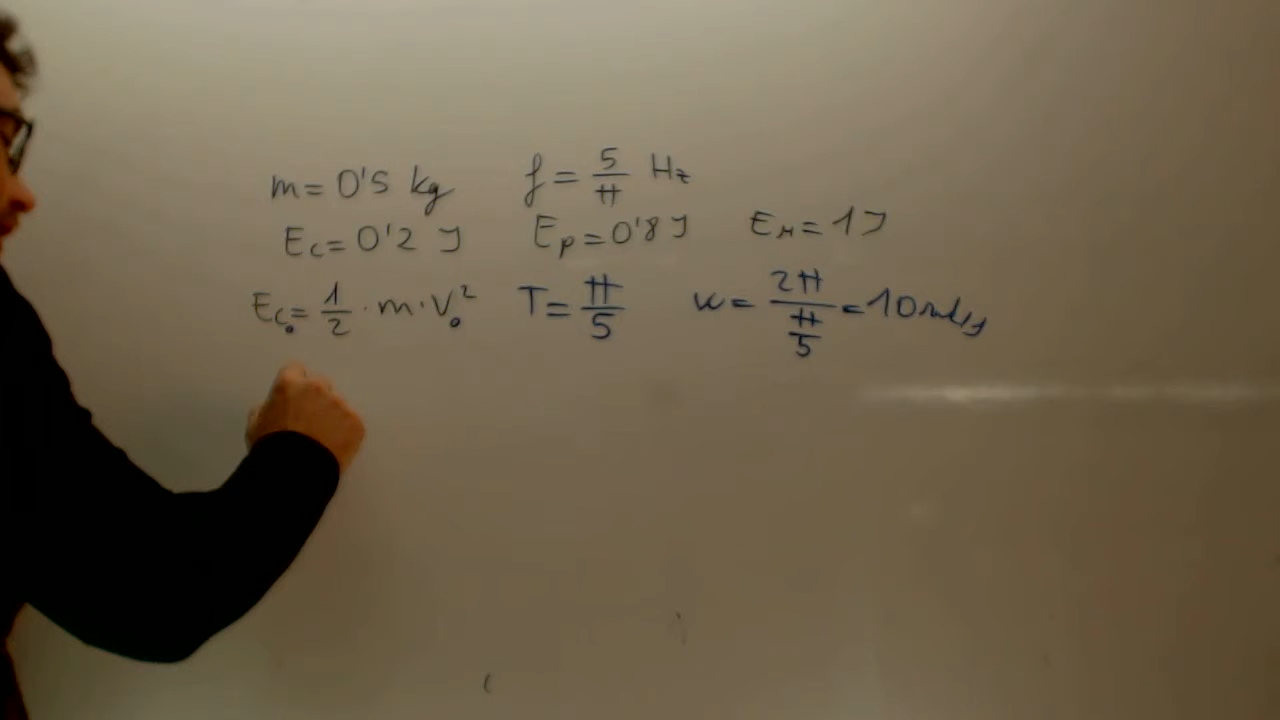 m = 0'5 kg f = 5/π Hz
Ec = 0'2 J Ep = 0'8 J EM = 1 J
Ec₀ = 1/2 · m · V₀² T = π/5 w = 2π/(π/5) = 10 rad/s